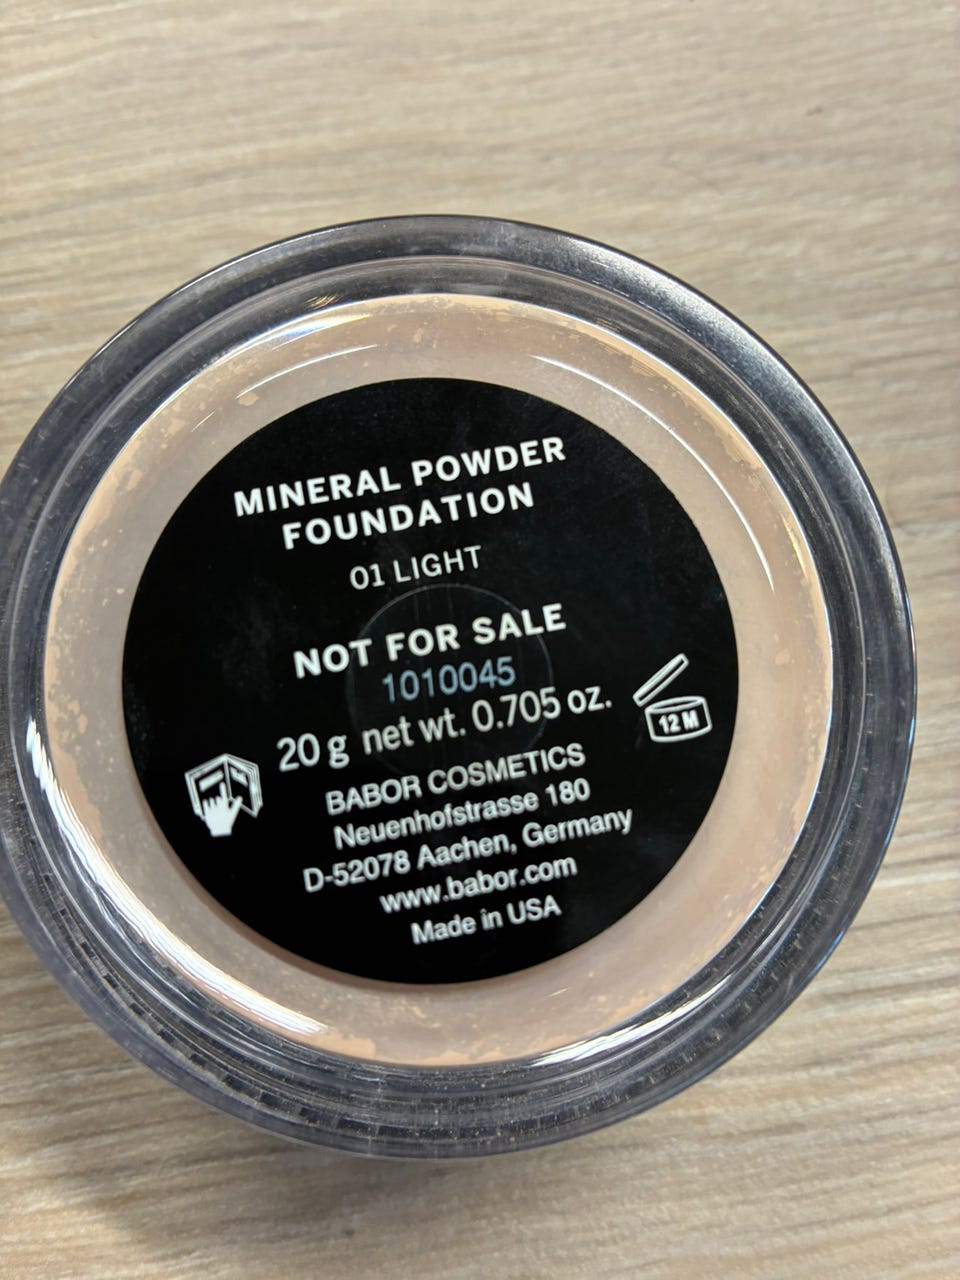 MINERAL POWDER
FOUNDATION
01 LIGHT
NOT FOR SALE
1010045
20 g net wt. 0.705 oz.
12 M
BABOR COSMETICS
Neuenhofstrasse 180
D-52078 Aachen, Germany
www.babor.com
Made in USA